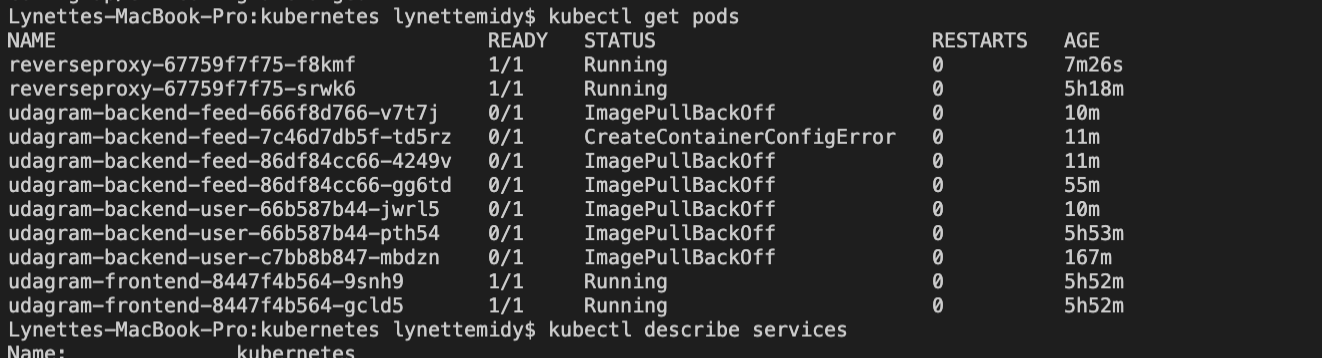 Lynettes-MacBook-Pro:kubernetes lynettemidy$ kubectl get pods
NAME READY STATUS RESTARTS AGE
reverseproxy-67759f7f75-f8kmf 1/1 Running 0 7m26s
reverseproxy-67759f7f75-srwk6 1/1 Running 0 5h18m
udagram-backend-feed-666f8d766-v7t7j 0/1 ImagePullBackOff 0 10m
udagram-backend-feed-7c46d7db5f-td5rz 0/1 CreateContainerConfigError 0 11m
udagram-backend-feed-86df84cc66-4249v 0/1 ImagePullBackOff 0 11m
udagram-backend-feed-86df84cc66-gg6td 0/1 ImagePullBackOff 0 55m
udagram-backend-user-66b587b44-jwrl5 0/1 ImagePullBackOff 0 10m
udagram-backend-user-66b587b44-pth54 0/1 ImagePullBackOff 0 5h53m
udagram-backend-user-c7bb8b847-mbdzn 0/1 ImagePullBackOff 0 167m
udagram-frontend-8447f4b564-9snh9 1/1 Running 0 5h52m
udagram-frontend-8447f4b564-gcld5 1/1 Running 0 5h52m
Lynettes-MacBook-Pro:kubernetes lynettemidy$ kubectl describe services
Name: kubernetes